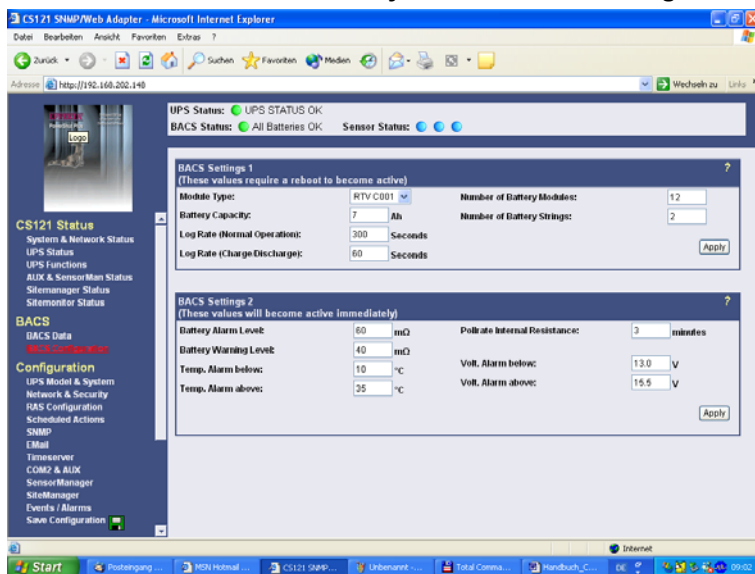 CS121 SNMP/Web Adapter - Microsoft Internet Explorer
Datei Bearbeiten Ansicht Favoriten Extras ?
Zurück Suchen Favoriten Medien
Adresse http://192.168.202.148 Wechseln zu Links
UPS Status: UPS STATUS OK
BACS Status: All Batteries OK Sensor Status:
Logo
BACS Settings 1 ?
(These values require a reboot to become active)
Module Type: RTV C001 Number of Battery Modules: 12
Battery Capacity: 7 Ah Number of Battery Strings: 2
Log Rate (Normal Operation): 300 Seconds
Log Rate (Charge Discharge): 60 Seconds
Apply
BACS Settings 2 ?
(These values will become active immediately)
Battery Alarm Level: 60 mΩ Pollrate Internal Resistance: 3 minutes
Battery Warning Level: 40 mΩ
Temp. Alarm below: 10 °C Volt. Alarm below: 13.0 V
Temp. Alarm above: 35 °C Volt. Alarm above: 15.5 V
Apply
CS121 Status
System & Network Status
UPS Status
UPS Functions
AUX & SensorMan Status
Sitemanager Status
Sitemonitor Status
BACS
BACS Data
BACS Configuration
Configuration
UPS Model & System
Network & Security
RAS Configuration
Scheduled Actions
SNMP
EMail
Timeserver
COM2 & AUX
SensorManager
SiteManager
Events / Alarms
Save Configuration
Internet
Start Posteingang ... MSN Hotmail ... CS121 SNMP... Unbenannt -... Total Comma... Handbuch_C... DE 09:02